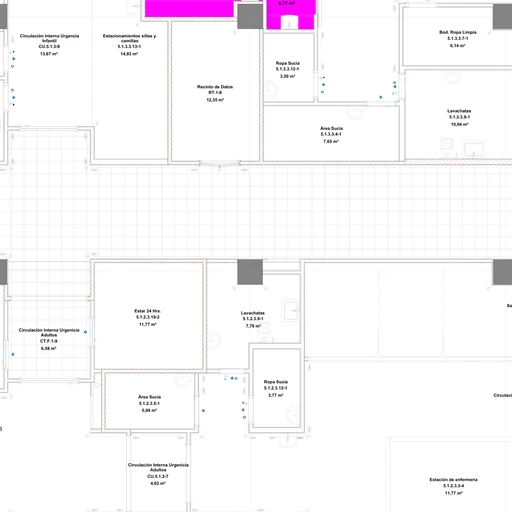 4,71 m²
Circulación Interna Urgencia
Infantil
CU.5.1.3-9
13,67 m²
Estacionamientos sillas y
camillas
5.1.3.3.13-1
14,93 m²
Bod. Ropa Limpia
5.1.3.3.7-1
6,14 m²
Ropa Sucia
5.1.3.3.12-1
3,50 m²
Recinto de Datos
RT.1-8
12,35 m²
Lavachatas
5.1.3.3.9-1
10,04 m²
Área Sucia
5.1.3.3.4-1
7,65 m²
Estar 24 Hrs.
5.1.2.3.19-2
11,77 m²
Lavachatas
5.1.2.3.9-1
7,79 m²
Circulación Interna Urgenicia
Adultos
CT.F.1-9
6,58 m²
Ropa Sucia
5.1.2.3.12-1
3,77 m²
Área Sucia
5.1.2.3.5-1
5,09 m²
Circulación Interna Urgenicia
Adultos
CU.5.1.2-7
4,62 m²
Estación de enfermería
5.1.2.3.3-4
11,77 m²